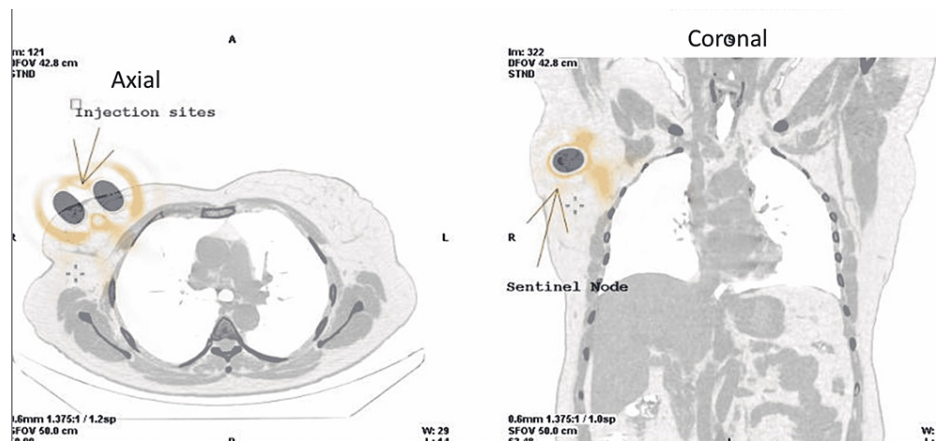 A
Im: 121
DFOV 42.8 cm
STND
Axial
Injection sites
R
L
0.6mm 1.375:1 / 1.2sp
SFOV 50.0 cm
W: 29
Coronal
Im: 322
DFOV 42.8 cm
STND
R
Sentinel Node
0.6mm 1.375:1 / 1.0sp
SFOV 50.0 cm
W: